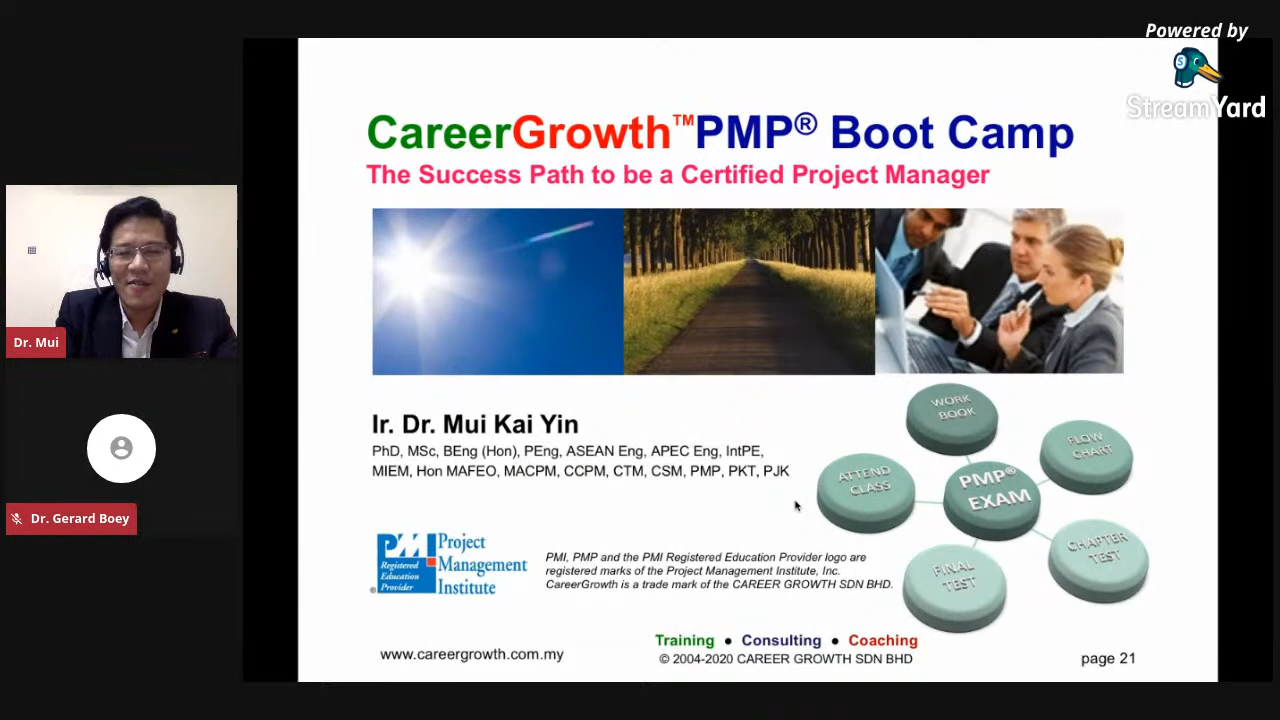 Powered by
StreamYard
CareerGrowth™PMP® Boot Camp
The Success Path to be a Certified Project Manager
Dr. Mui
Ir. Dr. Mui Kai Yin
PhD, MSc, BEng (Hon), PEng, ASEAN Eng, APEC Eng, IntPE,
MIEM, Hon MAFEO, MACPM, CCPM, CTM, CSM, PMP, PKT, PJK
WORK
BOOK
FLOW
CHART
ATTEND
CLASS
PMP®
EXAM
CHAPTER
TEST
FINAL
TEST
Dr. Gerard Boey
PMI
Registered
Education
Provider
®
Project
Management
Institute
PMI, PMP and the PMI Registered Education Provider logo are
registered marks of the Project Management Institute, Inc.
CareerGrowth is a trade mark of the CAREER GROWTH SDN BHD.
Training ● Consulting ● Coaching
www.careergrowth.com.my
© 2004-2020 CAREER GROWTH SDN BHD
page 21